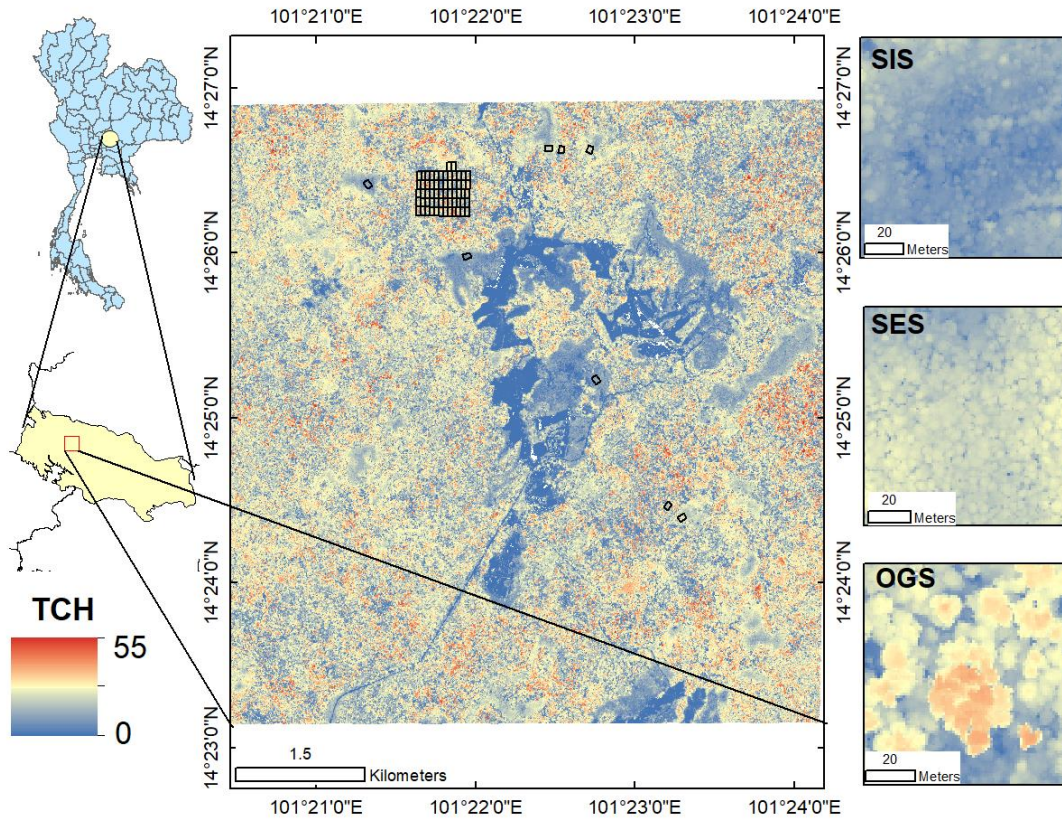 101°21'0"E
101°22'0"E
101°23'0"E
101°24'0"E
14°27'0"N
14°26'0"N
14°25'0"N
14°24'0"N
14°23'0"N
TCH
55
0
1.5
Kilometers
101°21'0"E
101°22'0"E
101°23'0"E
101°24'0"E
14°27'0"N
14°26'0"N
14°25'0"N
14°24'0"N
14°23'0"N
SIS
20
Meters
SES
20
Meters
OGS
20
Meters